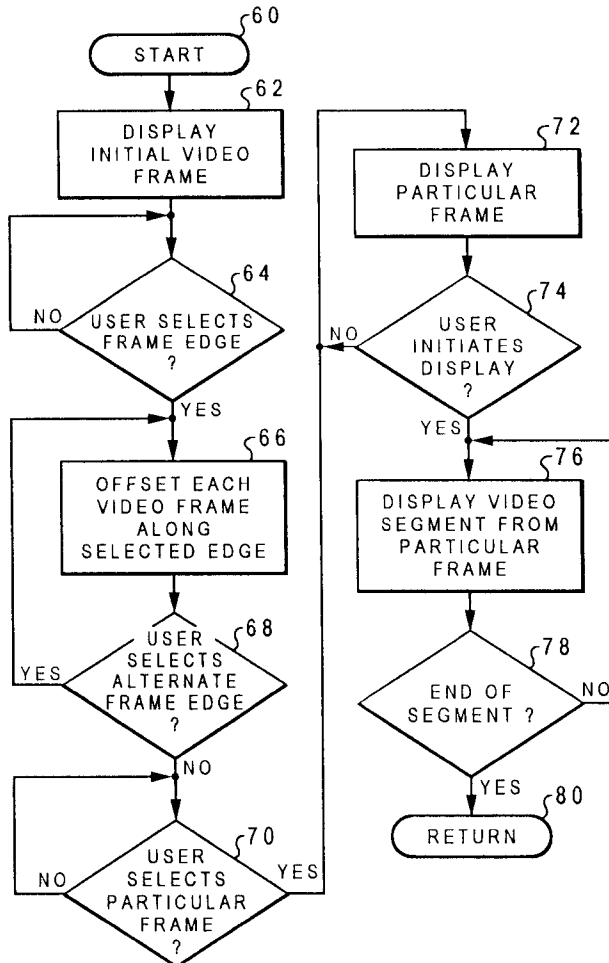 60
START
62
DISPLAY
INITIAL VIDEO
FRAME
64
NO
USER SELECTS
FRAME EDGE
?
YES
66
OFFSET EACH
VIDEO FRAME
ALONG
SELECTED EDGE
68
YES
USER
SELECTS
ALTERNATE
FRAME EDGE
?
NO
70
NO
USER
SELECTS
PARTICULAR
FRAME
?
YES
72
DISPLAY
PARTICULAR
FRAME
74
NO
USER
INITIATES
DISPLAY
?
YES
76
DISPLAY VIDEO
SEGMENT FROM
PARTICULAR
FRAME
78
END OF
SEGMENT ?
NO
YES
80
RETURN